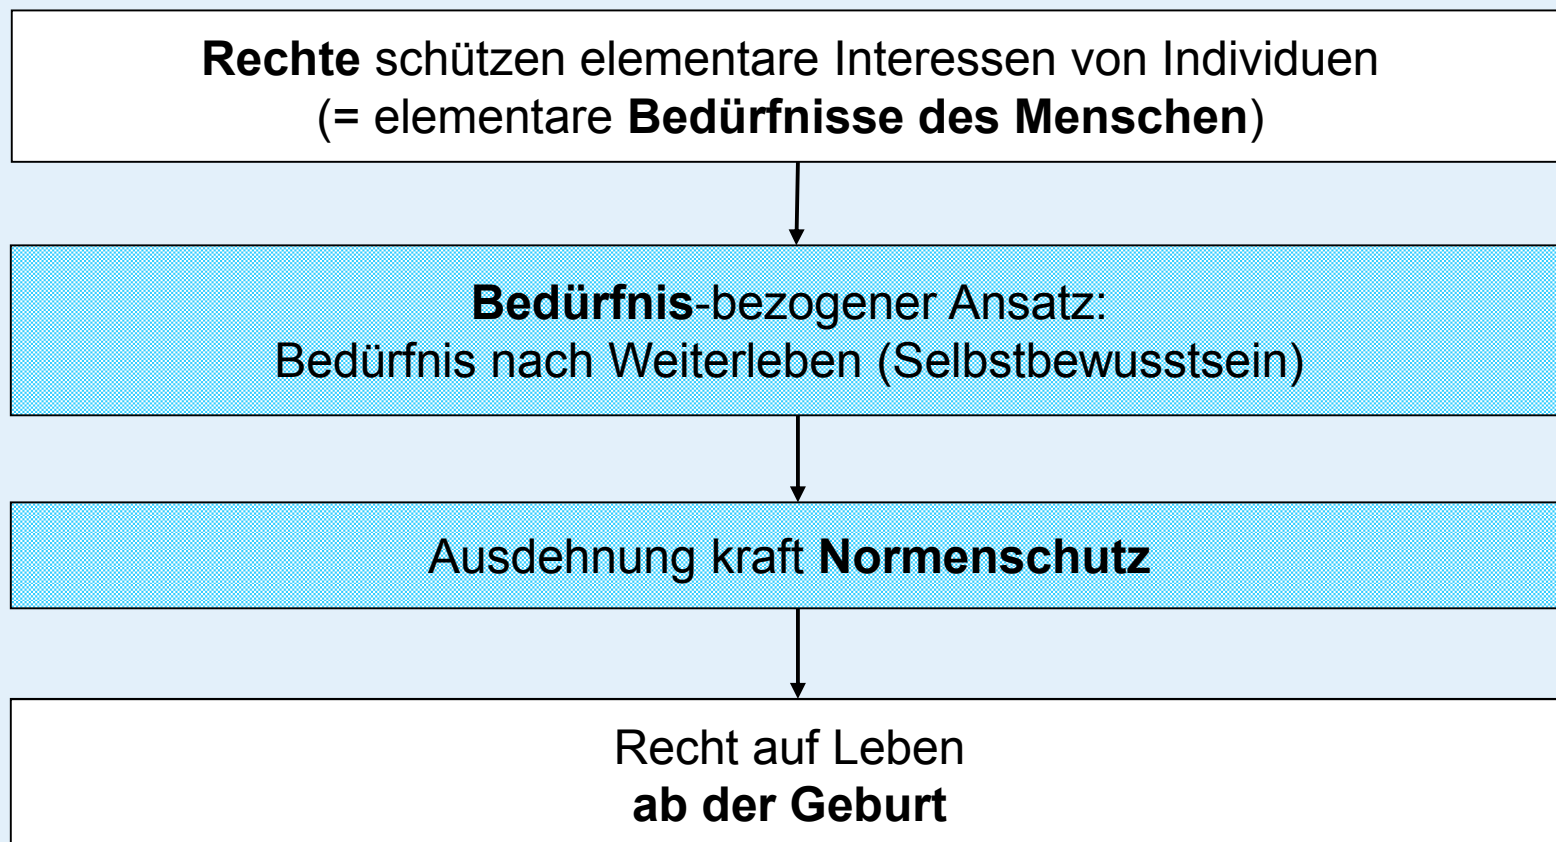 Rechte schützen elementare Interessen von Individuen
(= elementare Bedürfnisse des Menschen)
Bedürfnis-bezogener Ansatz:
Bedürfnis nach Weiterleben (Selbstbewusstsein)
Ausdehnung kraft Normenschutz
Recht auf Leben
ab der Geburt